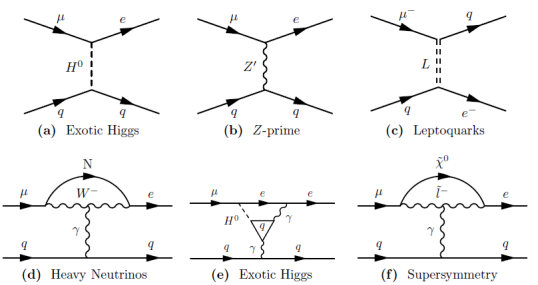 μ e
H⁰
q q
(a) Exotic Higgs
μ e
Z′
q q
(b) Z-prime
μ⁻ q
L
q e⁻
(c) Leptoquarks
N
μ W⁻ e
γ
q q
(d) Heavy Neutrinos
μ e e
H⁰ q γ
q γ q
(e) Exotic Higgs
χ̃⁰
μ l̃⁻ e
γ
q q
(f) Supersymmetry